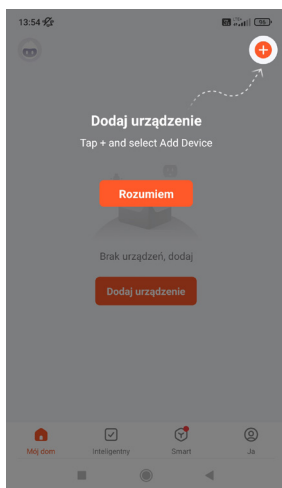 13:54
Dodaj urządzenie
Tap + and select Add Device
Rozumiem
Brak urządzeń, dodaj
Dodaj urządzenie
Mój dom
Inteligentny
Smart
Ja